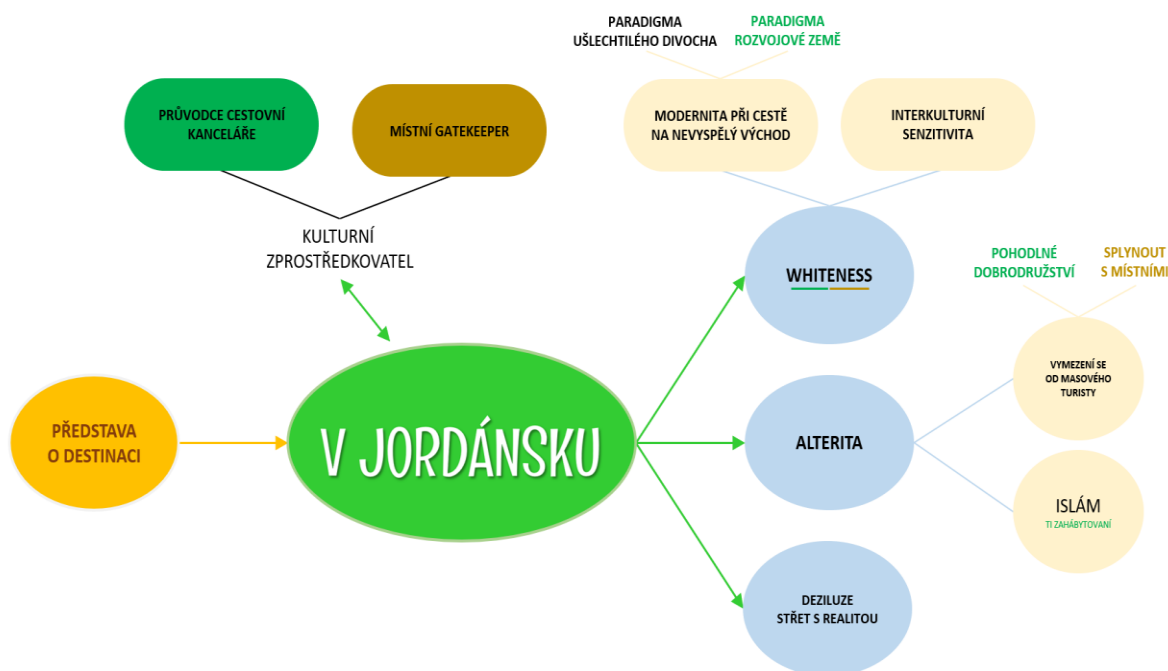 PARADIGMA
UŠLECHTILÉHO DIVOCHA
PARADIGMA
ROZVOJOVÉ ZEMĚ
PRŮVODCE CESTOVNÍ
KANCELÁŘE
MÍSTNÍ GATEKEEPER
MODERNITA PŘI CESTĚ
NA NEVYSPĚLÝ VÝCHOD
INTERKULTURNÍ
SENZITIVITA
KULTURNÍ
ZPROSTŘEDKOVATEL
WHITENESS
POHODLNÉ
DOBRODRUŽSTVÍ
SPLYNOUT
S MÍSTNÍMI
VYMEZENÍ SE
OD MASOVÉHO
TURISTY
PŘEDSTAVA
O DESTINACI
V JORDÁNSKU
ALTERITA
ISLÁM
TI ZAHÁBYTOVANÍ
DEZILUZE
STŘET S REALITOU